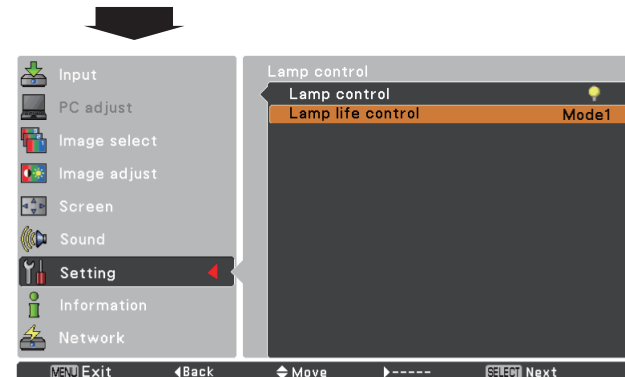 Input
PC adjust
Image select
Image adjust
Screen
Sound
Setting
Information
Network
Lamp control
Lamp control
Lamp life control Mode1
MENU Exit Back Move ----- SELECT Next